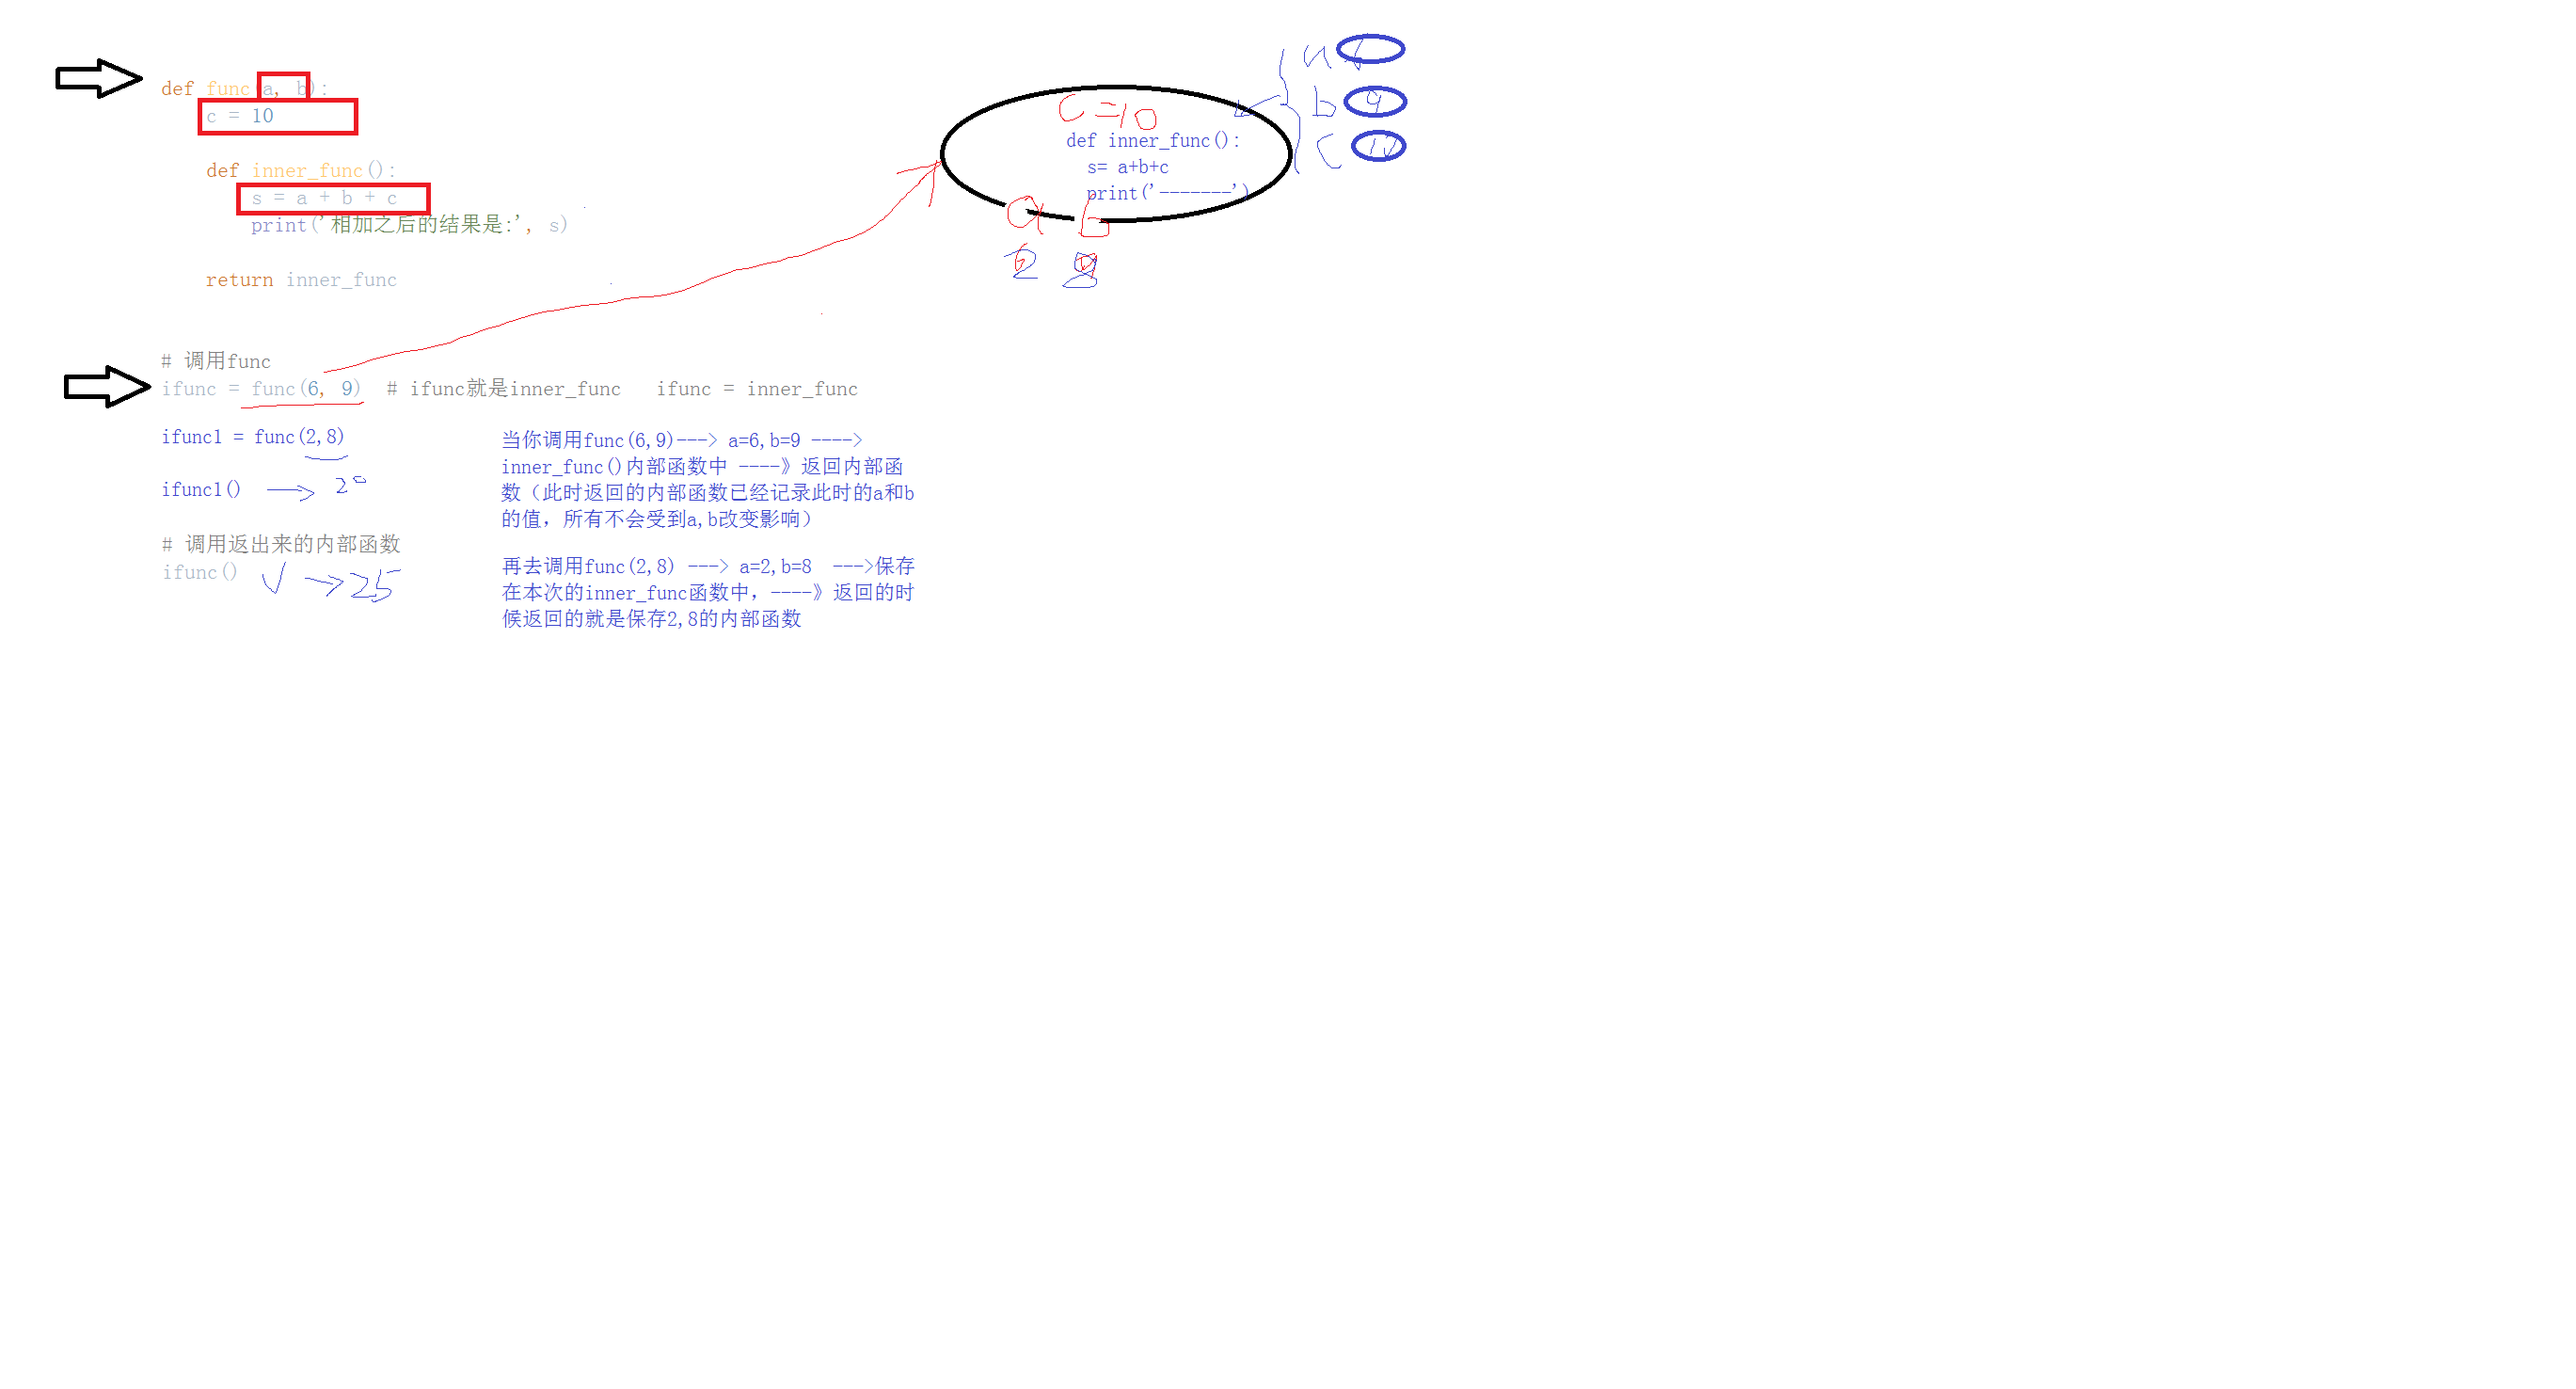 def func(a, b):
c = 10
def inner_func():
s = a + b + c
print('相加之后的结果是:', s)
return inner_func
# 调用func
ifunc = func(6, 9)  # ifunc就是inner_func   ifunc = inner_func
ifunc1 = func(2,8)
ifunc1()
20
# 调用返出来的内部函数
ifunc()
25
当你调用func(6,9)---> a=6,b=9 ---->
inner_func()内部函数中 ----》返回内部函
数（此时返回的内部函数已经记录此时的a和b
的值，所有不会受到a,b改变影响）
再去调用func(2,8) ---> a=2,b=8  --->保存
在本次的inner_func函数中，----》返回的时
候返回的就是保存2,8的内部函数
c=10
def inner_func():
s= a+b+c
print('-------')
a b
2 8
a
b 9
c 10